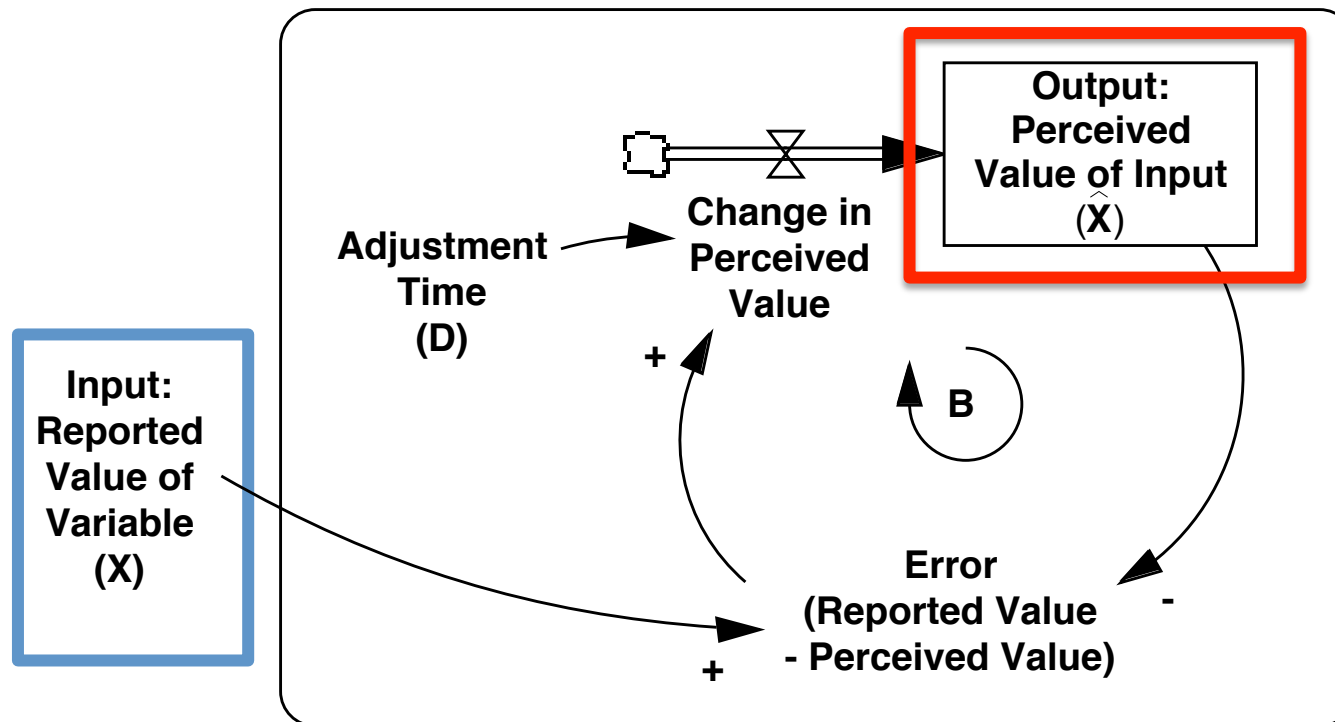 Output:
Perceived
Value of Input
(X̂)
Change in
Perceived
Value
Adjustment
Time
(D)
+
B
Input:
Reported
Value of
Variable
(X)
Error
(Reported Value
- Perceived Value)
-
+